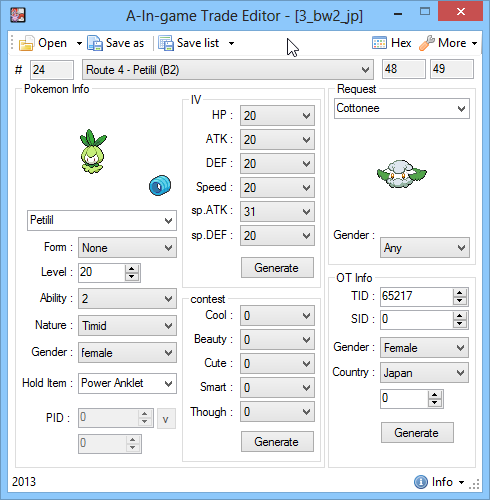 A-In-game Trade Editor - [3_bw2_jp]
Open Save as Save list Hex More
# 24 Route 4 - Petilil (B2) 48 49
Pokemon Info
Petilil
Form : None
Level : 20
Ability : 2
Nature : Timid
Gender : female
Hold Item : Power Anklet
PID : 0 v
0
IV
HP : 20
ATK : 20
DEF : 20
Speed : 20
sp.ATK : 31
sp.DEF : 20
Generate
contest
Cool : 0
Beauty : 0
Cute : 0
Smart : 0
Though : 0
Generate
Request
Cottonee
Gender :
Any
OT Info
TID : 65217
SID : 0
Gender : Female
Country : Japan
0
Generate
2013 Info